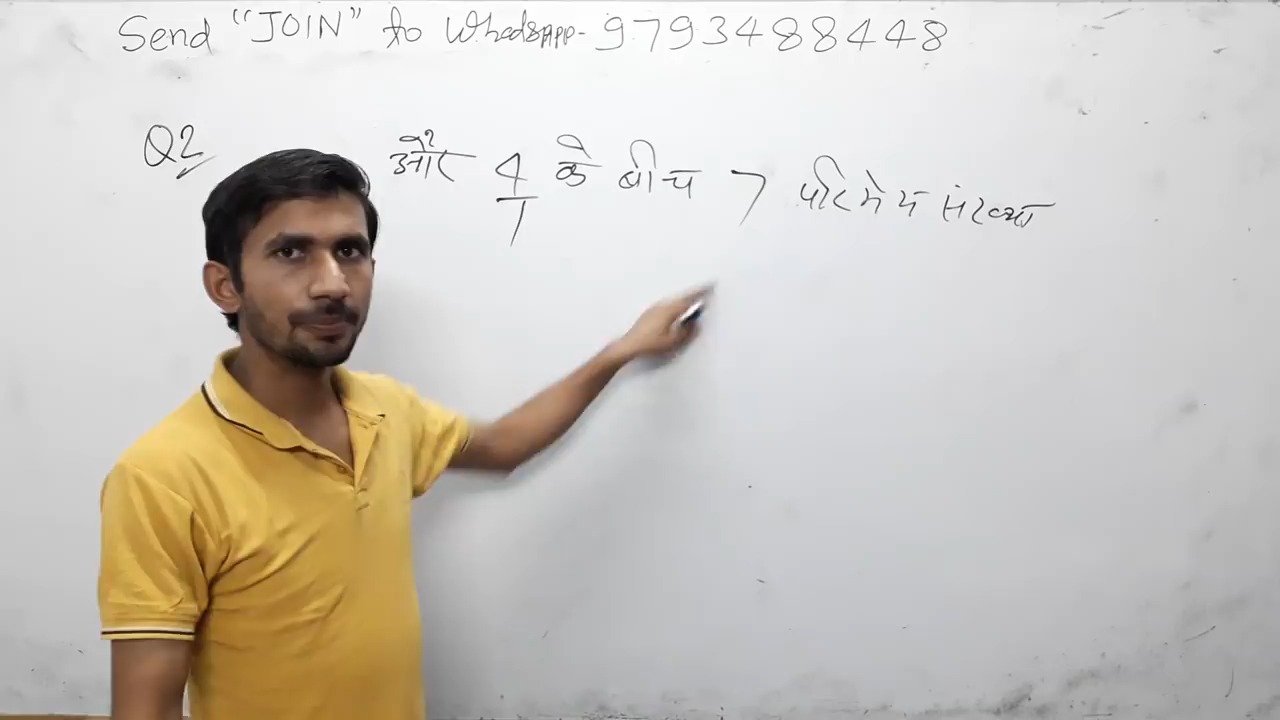 Send "JOIN" to Whatsapp-9793488448
Q2 और 4/1 के बीच 7 परिमेय संख्या